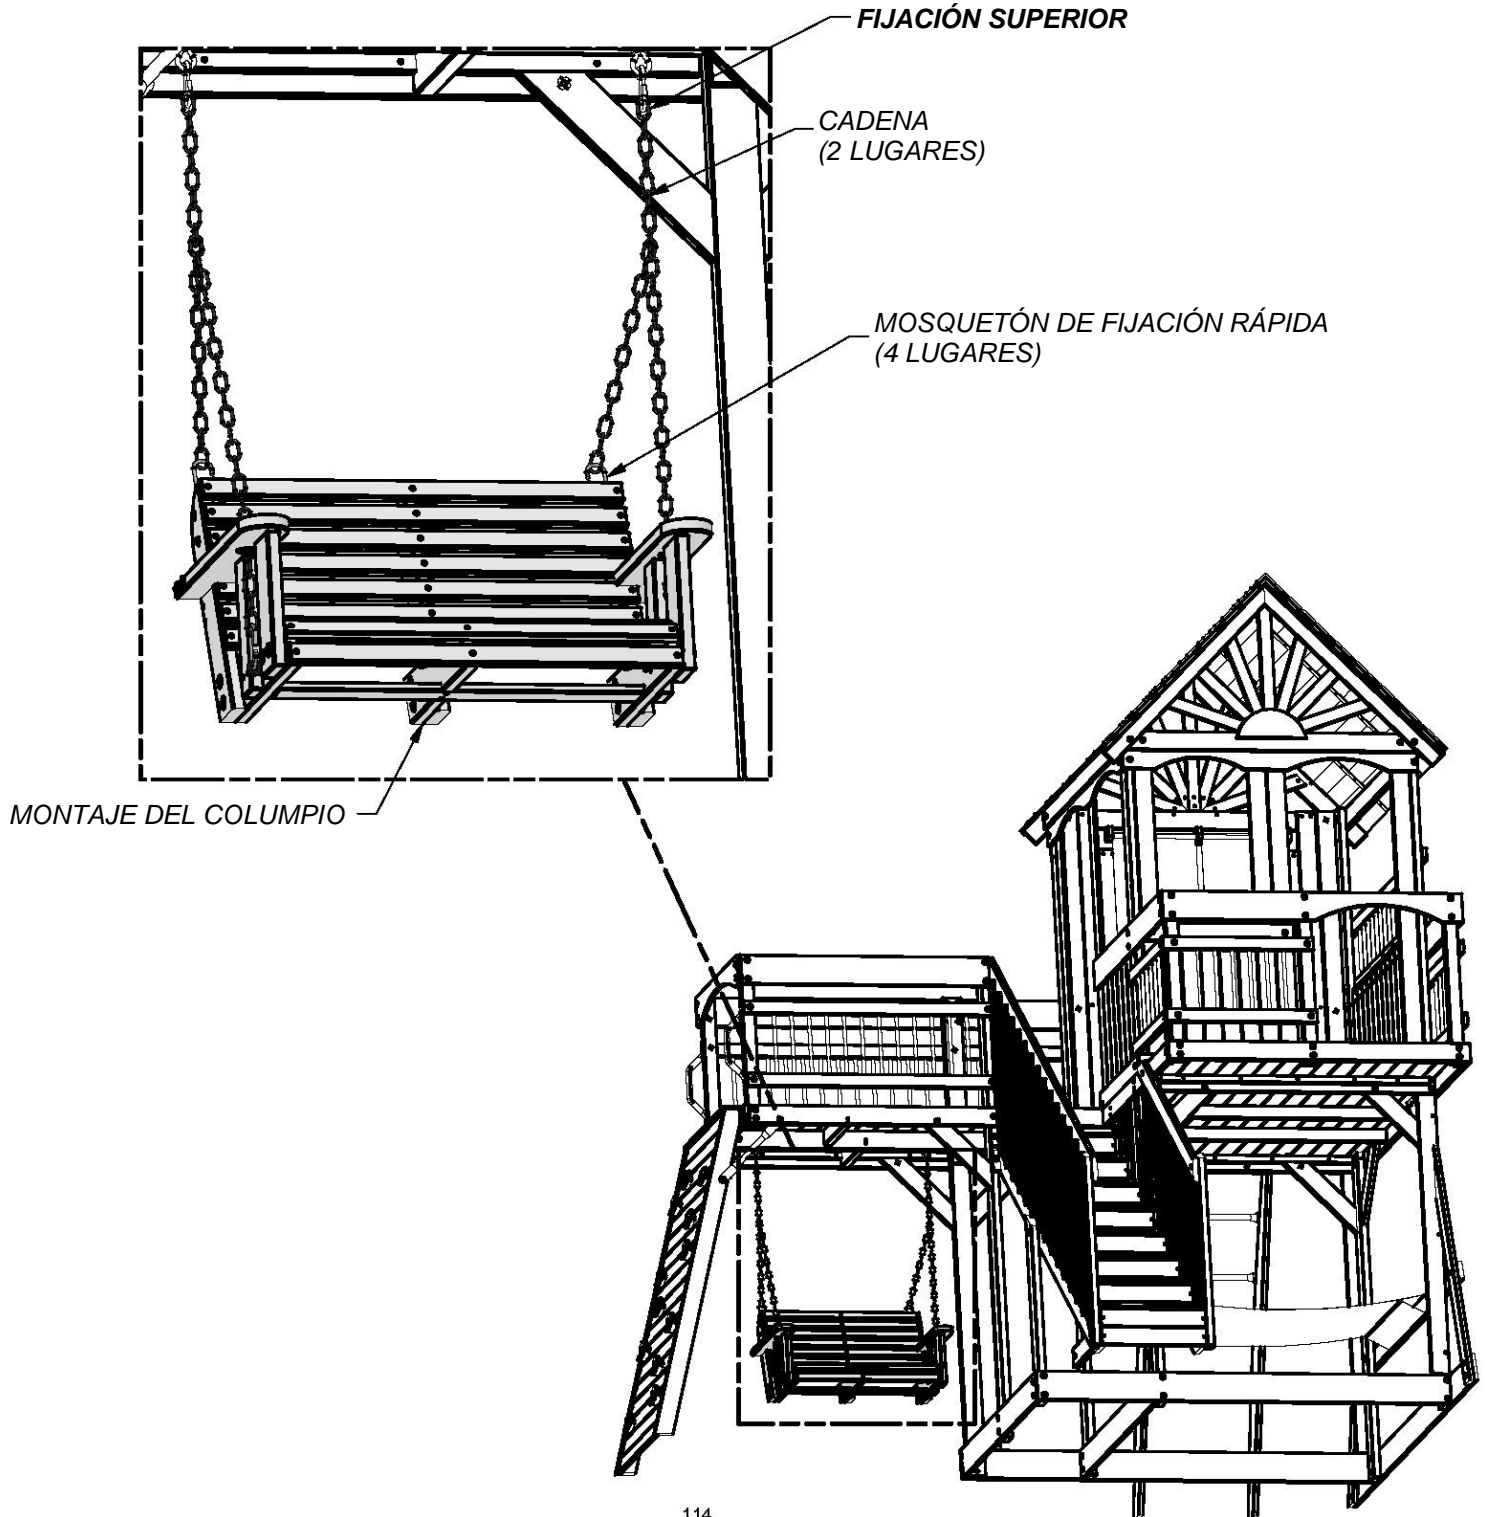 FIJACIÓN SUPERIOR
CADENA
(2 LUGARES)
MOSQUETÓN DE FIJACIÓN RÁPIDA
(4 LUGARES)
MONTAJE DEL COLUMPIO
114